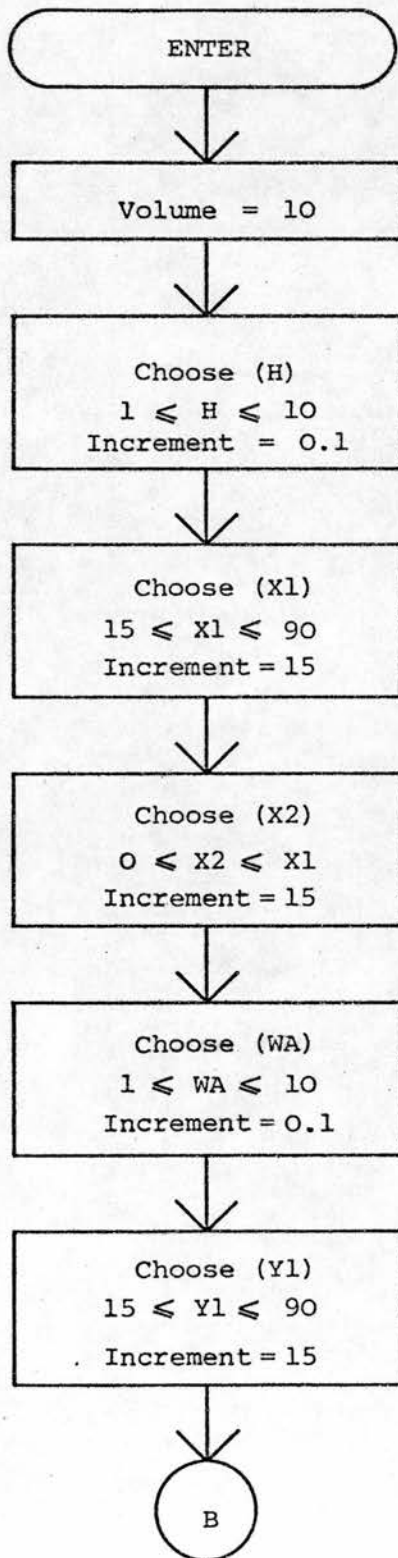 ENTER
Volume = 10
Choose (H)
1 ⩽ H ⩽ 10
Increment = 0.1
Choose (X1)
15 ⩽ X1 ⩽ 90
Increment = 15
Choose (X2)
0 ⩽ X2 ⩽ X1
Increment = 15
Choose (WA)
1 ⩽ WA ⩽ 10
Increment = 0.1
Choose (Y1)
15 ⩽ Y1 ⩽ 90
Increment = 15
B